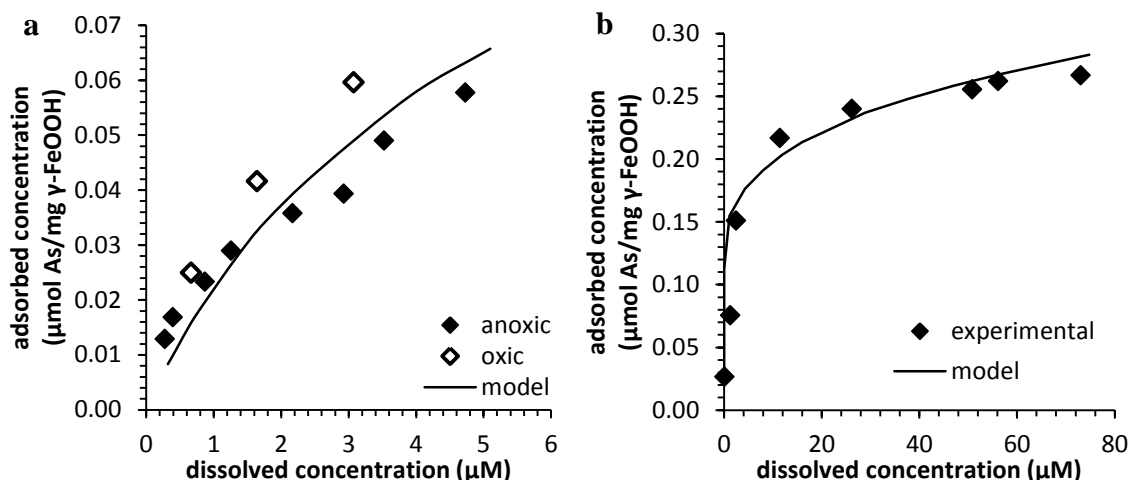 a
adsorbed concentration
(μmol As/mg γ-FeOOH)
0.07
0.06
0.05
0.04
0.03
0.02
0.01
0.00
0 1 2 3 4 5 6
dissolved concentration (μM)
anoxic
oxic
model
b
adsorbed concentration
(μmol As/mg γ-FeOOH)
0.30
0.25
0.20
0.15
0.10
0.05
0.00
0 20 40 60 80
dissolved concentration (μM)
experimental
model